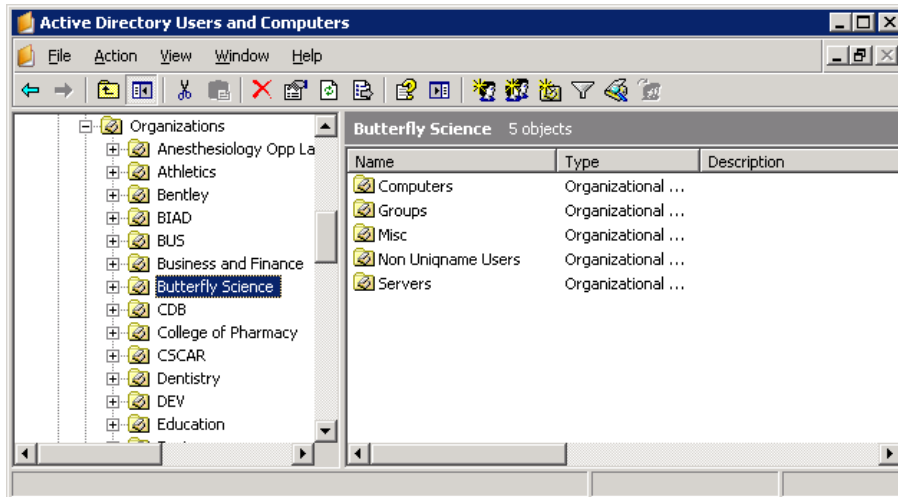 Active Directory Users and Computers
File Action View Window Help
Organizations
Anesthesiology Opp La
Athletics
Bentley
BIAD
BUS
Business and Finance
Butterfly Science
CDB
College of Pharmacy
CSCAR
Dentistry
DEV
Education
Butterfly Science 5 objects
Name Type Description
Computers Organizational ...
Groups Organizational ...
Misc Organizational ...
Non Uniqname Users Organizational ...
Servers Organizational ...